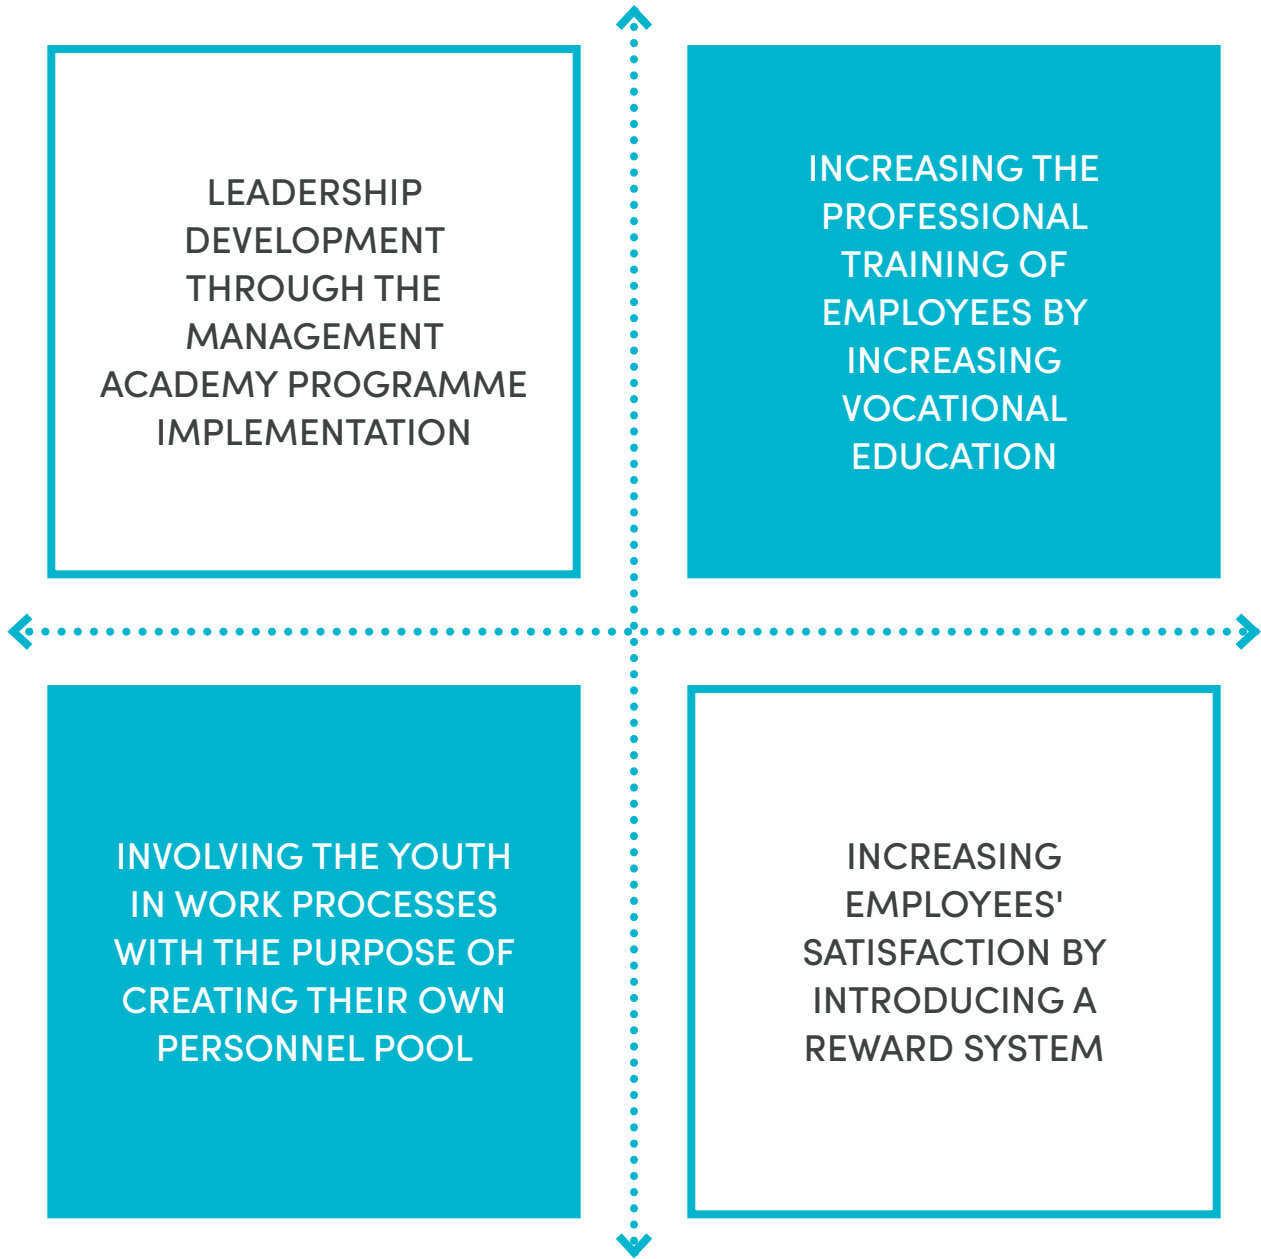 LEADERSHIP
DEVELOPMENT
THROUGH THE
MANAGEMENT
ACADEMY PROGRAMME
IMPLEMENTATION
INCREASING THE
PROFESSIONAL
TRAINING OF
EMPLOYEES BY
INCREASING
VOCATIONAL
EDUCATION
INVOLVING THE YOUTH
IN WORK PROCESSES
WITH THE PURPOSE OF
CREATING THEIR OWN
PERSONNEL POOL
INCREASING
EMPLOYEES'
SATISFACTION BY
INTRODUCING A
REWARD SYSTEM